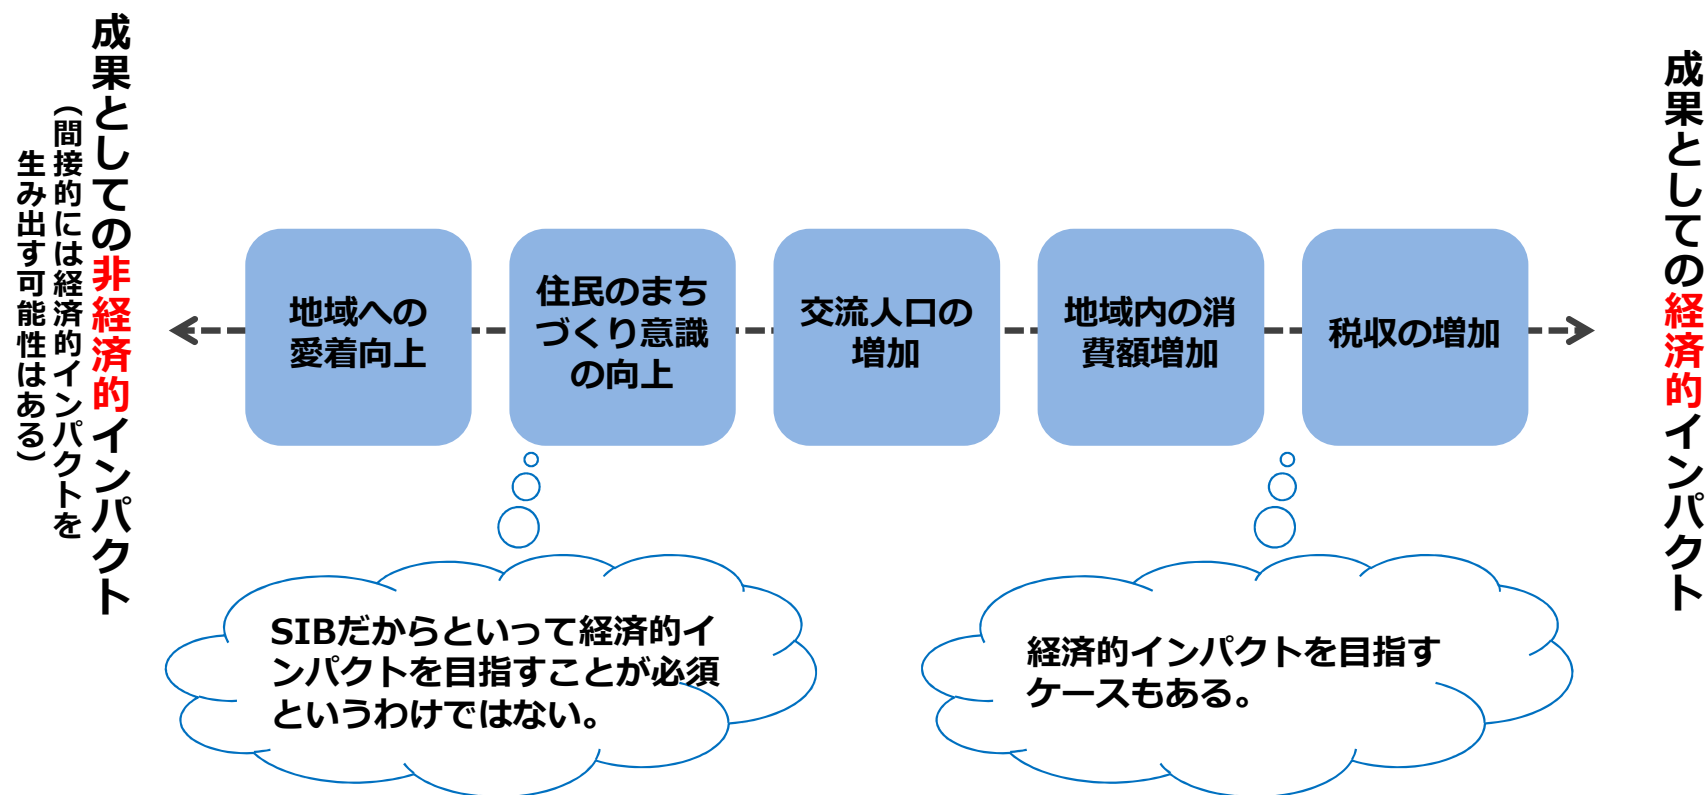 成果としての非経済的インパクト
（間接的には経済的インパクトを
生み出す可能性はある）
地域への
愛着向上
住民のまち
づくり意識
の向上
交流人口の
増加
地域内の消
費額増加
税収の増加
成果としての経済的インパクト
SIBだからといって経済的イ
ンパクトを目指すことが必須
というわけではない。
経済的インパクトを目指す
ケースもある。